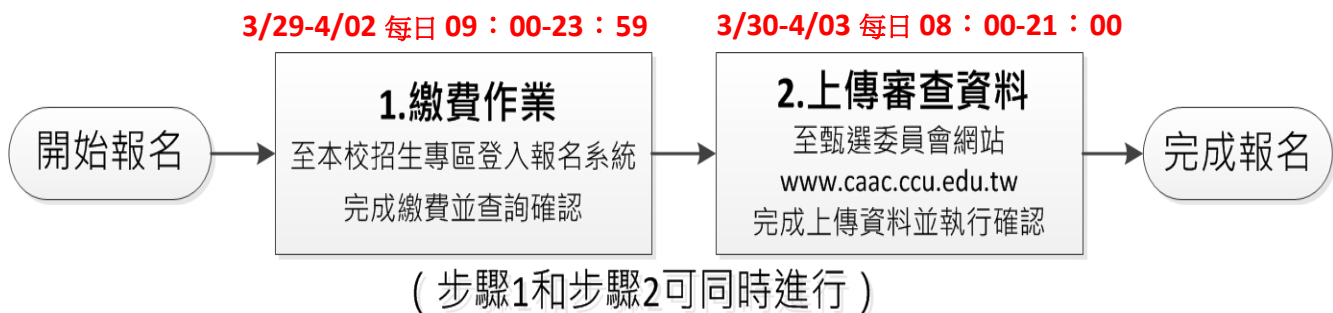 3/29-4/02 每日 09：00-23：59
3/30-4/03 每日 08：00-21：00
開始報名
1.繳費作業
至本校招生專區登入報名系統
完成繳費並查詢確認
2.上傳審查資料
至甄選委員會網站
www.caac.ccu.edu.tw
完成上傳資料並執行確認
完成報名
（步驟1和步驟2可同時進行）